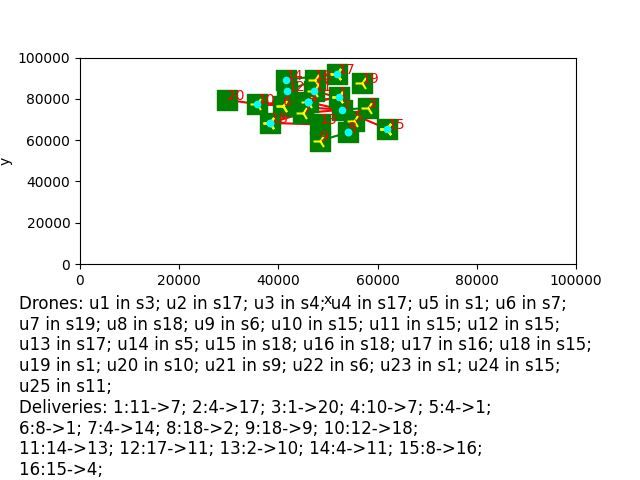 100000
80000
60000
40000
20000
0
y
0 20000 40000 60000 80000 100000
x
20
17
19
15
Drones: u1 in s3; u2 in s17; u3 in s4; u4 in s17; u5 in s1; u6 in s7;
u7 in s19; u8 in s18; u9 in s6; u10 in s15; u11 in s15; u12 in s15;
u13 in s17; u14 in s5; u15 in s18; u16 in s18; u17 in s16; u18 in s15;
u19 in s1; u20 in s10; u21 in s9; u22 in s6; u23 in s1; u24 in s15;
u25 in s11;
Deliveries: 1:11->7; 2:4->17; 3:1->20; 4:10->7; 5:4->1;
6:8->1; 7:4->14; 8:18->2; 9:18->9; 10:12->18;
11:14->13; 12:17->11; 13:2->10; 14:4->11; 15:8->16;
16:15->4;